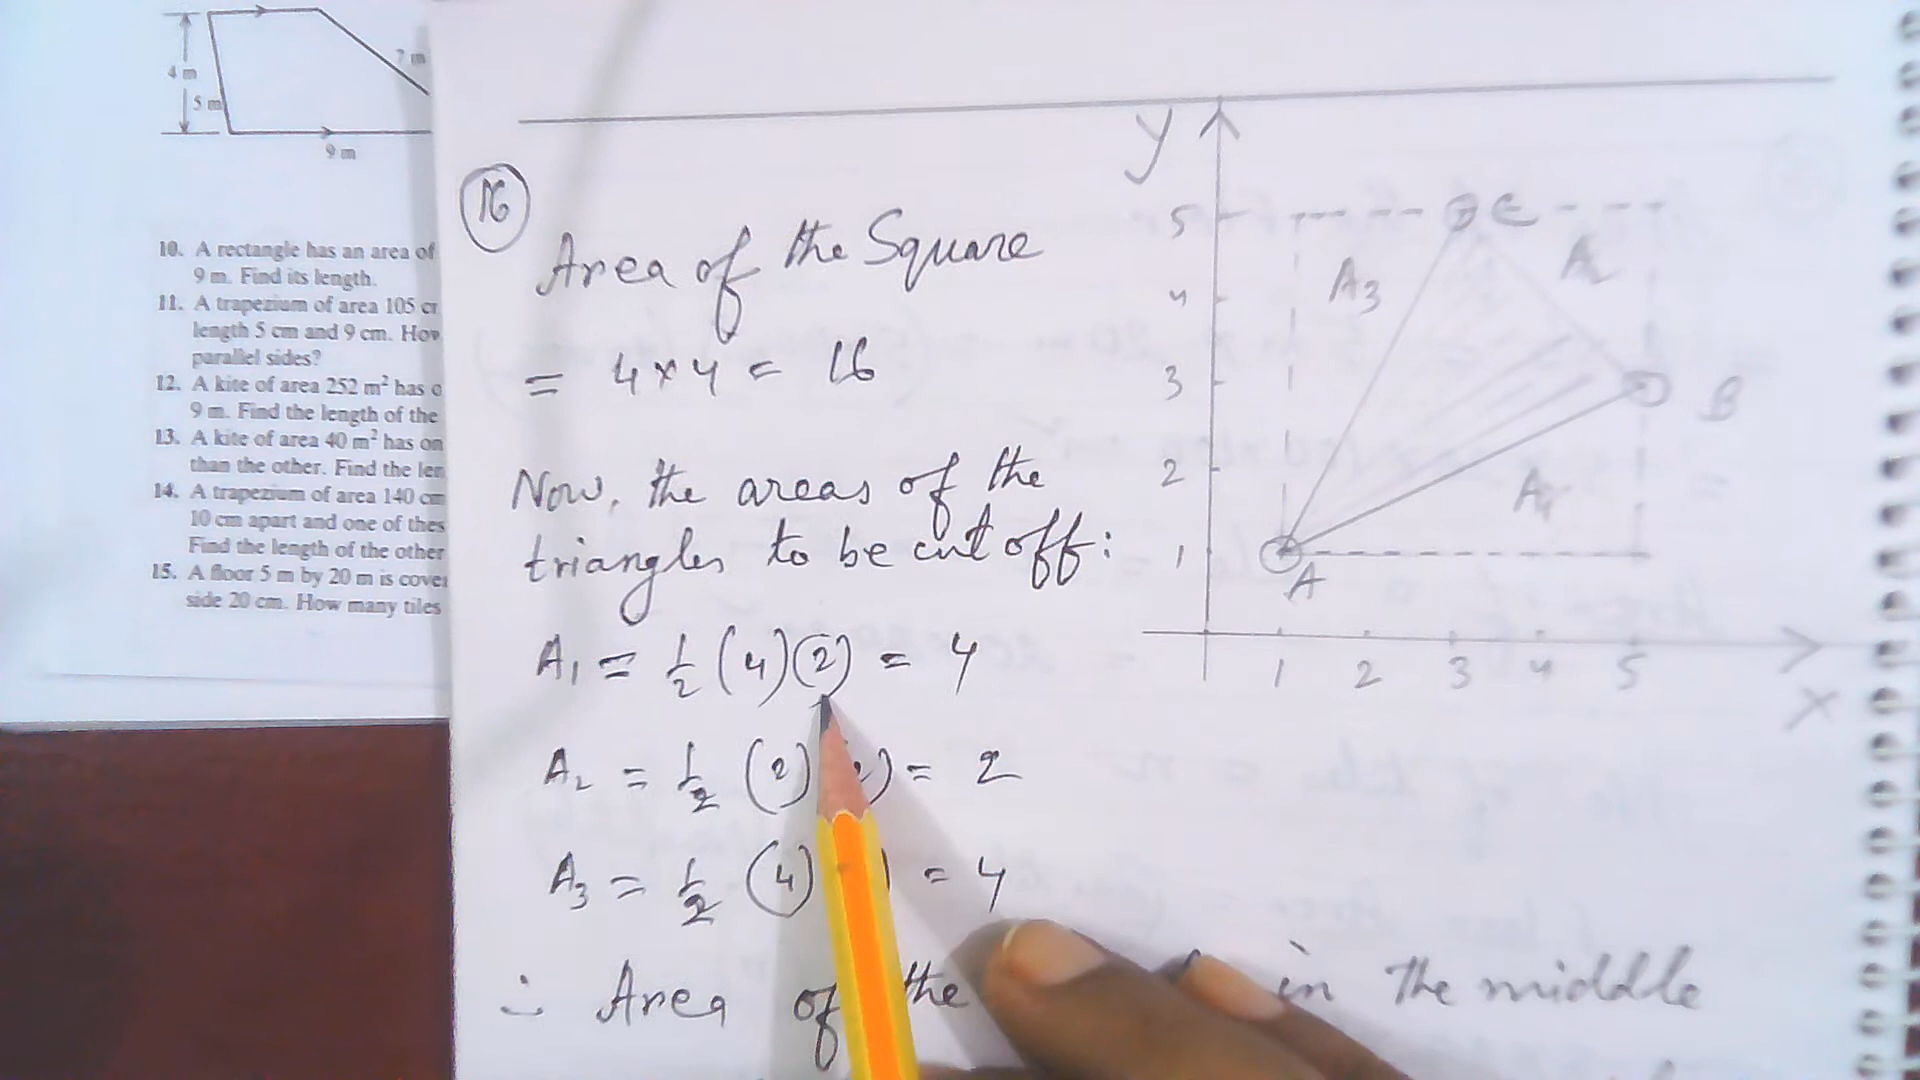 4 m
5 m
7 m
9 m
10. A rectangle has an area of
9 m. Find its length.
11. A trapezium of area 105
length 5 cm and 9 cm. How
parallel sides?
12. A kite of area 252 m² has
9 m. Find the length of the
13. A kite of area 40 m² has on
than the other. Find the
14. A trapezium of area 140
10 cm apart and one of
Find the length of the other
15. A floor 5 m by 20 m is
side 20 cm. How many tiles
16
Area of the Square
= 4 × 4 = 16
Now, the areas of the
triangles to be cut off:
A₁ = 1/2 (4)(2) = 4
A₂ = 1/2 (2) = 2
A₃ = 1/2 (4) = 4
∴ Area of the in the middle
y
5 C
A₃ A₂
4
3 B
2
1
A
1 2 3 4 5
x